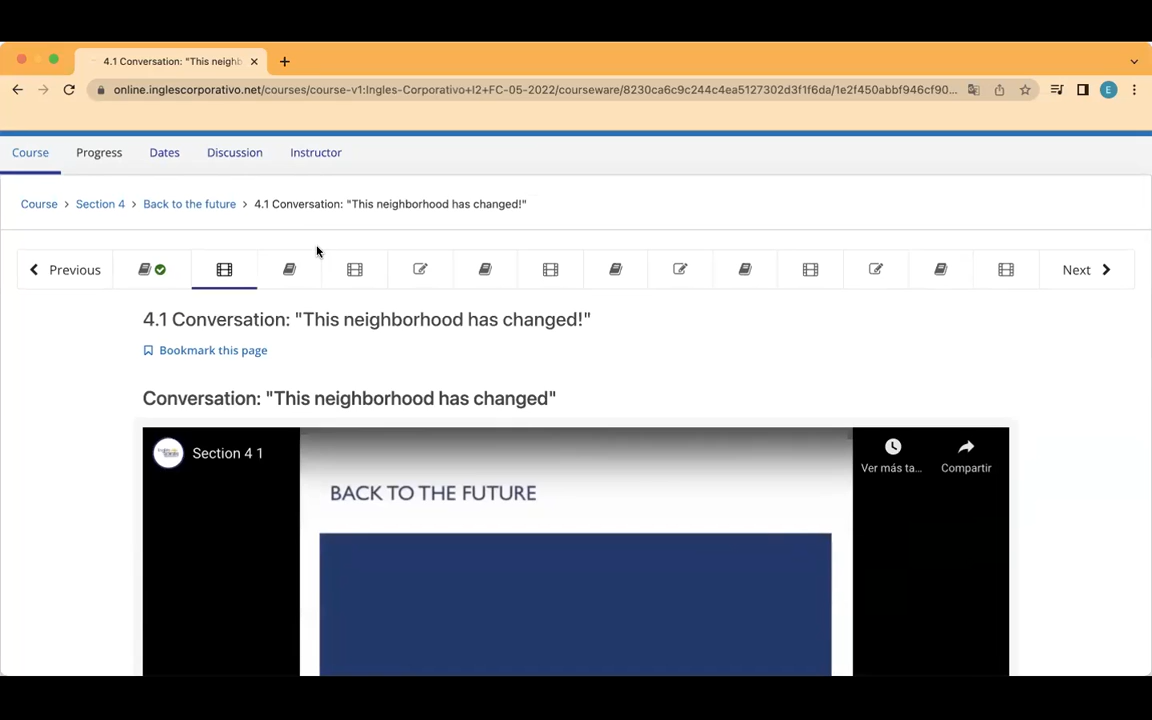 4.1 Conversation: "This neighb
online.inglescorporativo.net/courses/course-v1:Ingles-Corporativo+I2+FC-05-2022/courseware/8230ca6c9c244c4ea5127302d3f1f6da/1e2f450abbf946cf90...
E
Course Progress Dates Discussion Instructor
Course > Section 4 > Back to the future > 4.1 Conversation: "This neighborhood has changed!"
Previous Next
4.1 Conversation: "This neighborhood has changed!"
Bookmark this page
Conversation: "This neighborhood has changed"
Section 4 1
Ver más ta... Compartir
BACK TO THE FUTURE